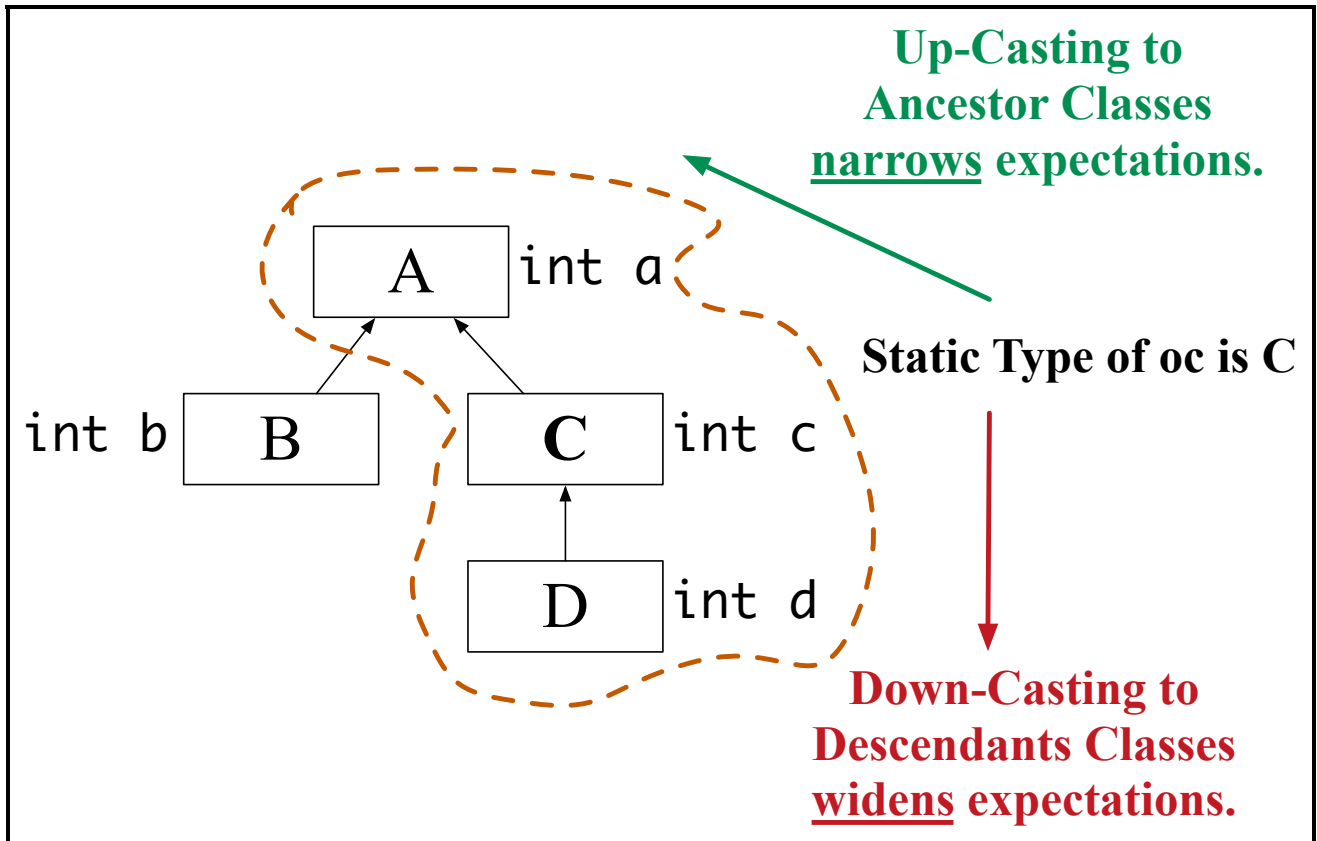 Up-Casting to
Ancestor Classes
narrows expectations.
A int a
Static Type of oc is C
int b B C int c
D int d
Down-Casting to
Descendants Classes
widens expectations.